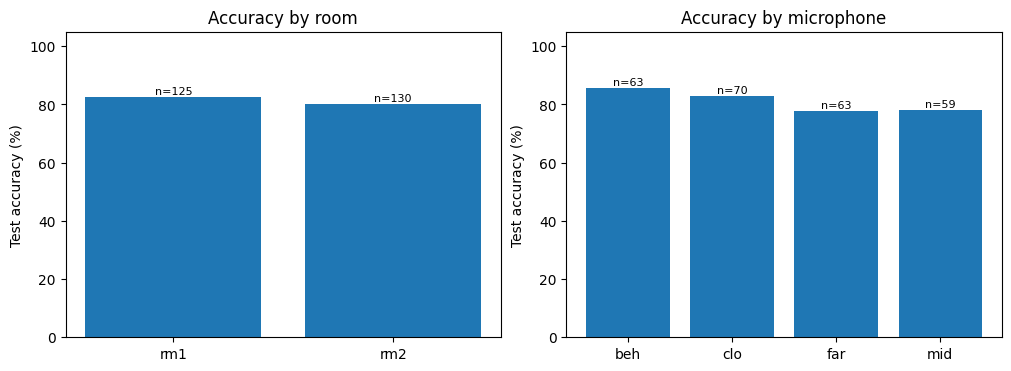 Accuracy by room
Test accuracy (%)
100
80
60
40
20
0
n=125
n=130
rm1
rm2
Accuracy by microphone
Test accuracy (%)
100
80
60
40
20
0
n=63
n=70
n=63
n=59
beh
clo
far
mid